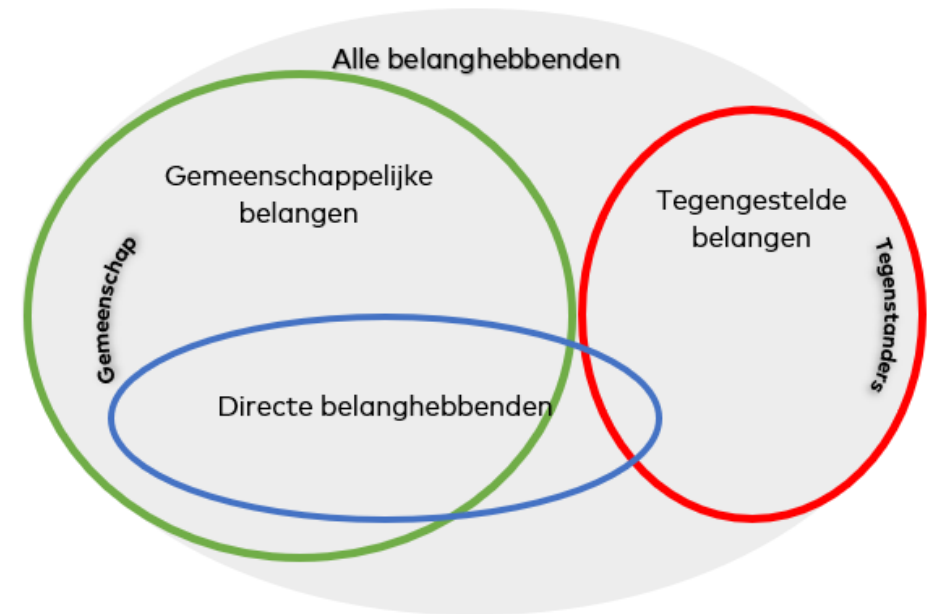 Alle belanghebbenden
Gemeenschappelijke
belangen
Tegengestelde
belangen
Gemeenschap
Tegenstanders
Directe belanghebbenden